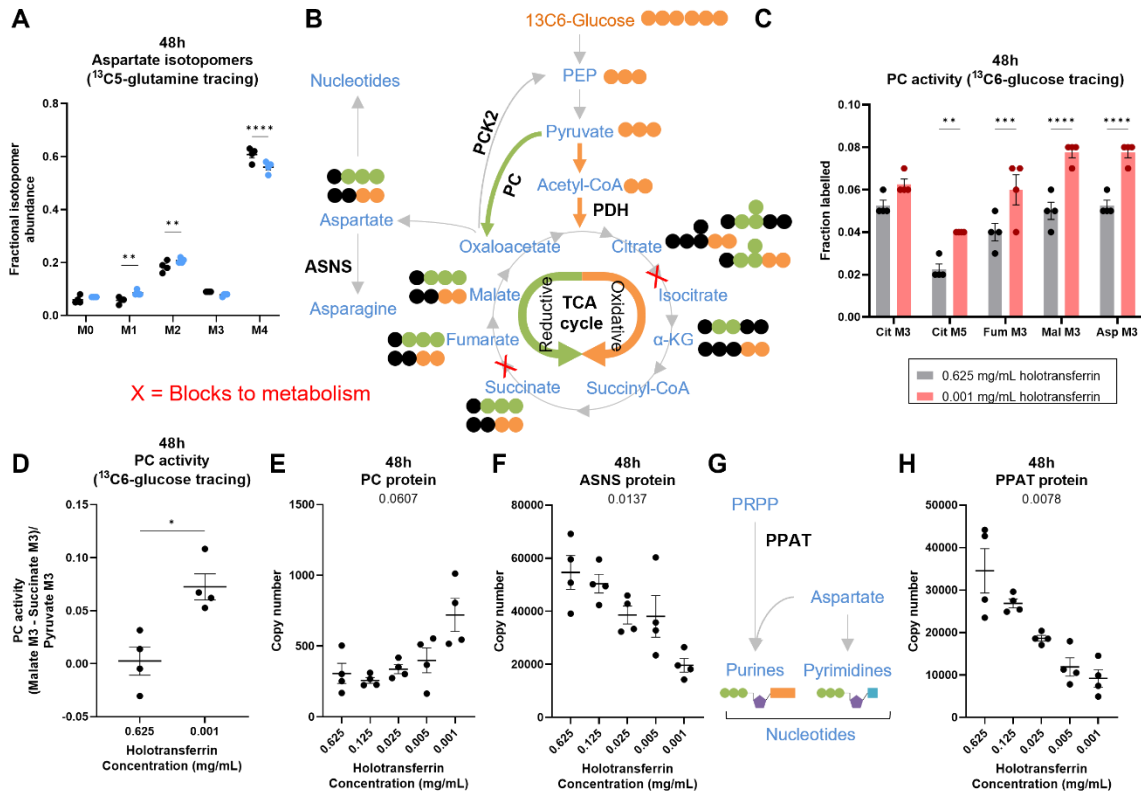 A
48h
Aspartate isotopomers
(¹³C5-glutamine tracing)
Fractional isotopomer
abundance
0.8
0.6
0.4
0.2
0.0
****
**
**
M0
M1
M2
M3
M4
X = Blocks to metabolism
B
13C6-Glucose
Nucleotides
PEP
PCK2
Pyruvate
PC
Acetyl-CoA
PDH
Aspartate
Oxaloacetate
Citrate
ASNS
Malate
X
Isocitrate
Asparagine
Reductive
TCA
cycle
Oxidative
Fumarate
α-KG
X
Succinate
Succinyl-CoA
C
48h
PC activity (¹³C6-glucose tracing)
Fraction labelled
0.10
0.08
0.06
0.04
0.02
0.00
**
***
****
****
Cit M3
Cit M5
Fum M3
Mal M3
Asp M3
0.625 mg/mL holotransferrin
0.001 mg/mL holotransferrin
D
48h
PC activity
(¹³C6-glucose tracing)
PC activity
(Malate M3 - Succinate M3)/
Pyruvate M3
0.15
0.10
0.05
0.00
-0.05
*
0.625
0.001
Holotransferrin
Concentration (mg/mL)
E
48h
PC protein
0.0607
Copy number
1500
1000
500
0
0.625
0.125
0.025
0.005
0.001
Holotransferrin
Concentration (mg/mL)
F
48h
ASNS protein
0.0137
Copy number
80000
60000
40000
20000
0
0.625
0.125
0.025
0.005
0.001
Holotransferrin
Concentration (mg/mL)
G
PRPP
PPAT
Aspartate
Purines
Pyrimidines
Nucleotides
H
48h
PPAT protein
0.0078
Copy number
50000
40000
30000
20000
10000
0
0.625
0.125
0.025
0.005
0.001
Holotransferrin
Concentration (mg/mL)